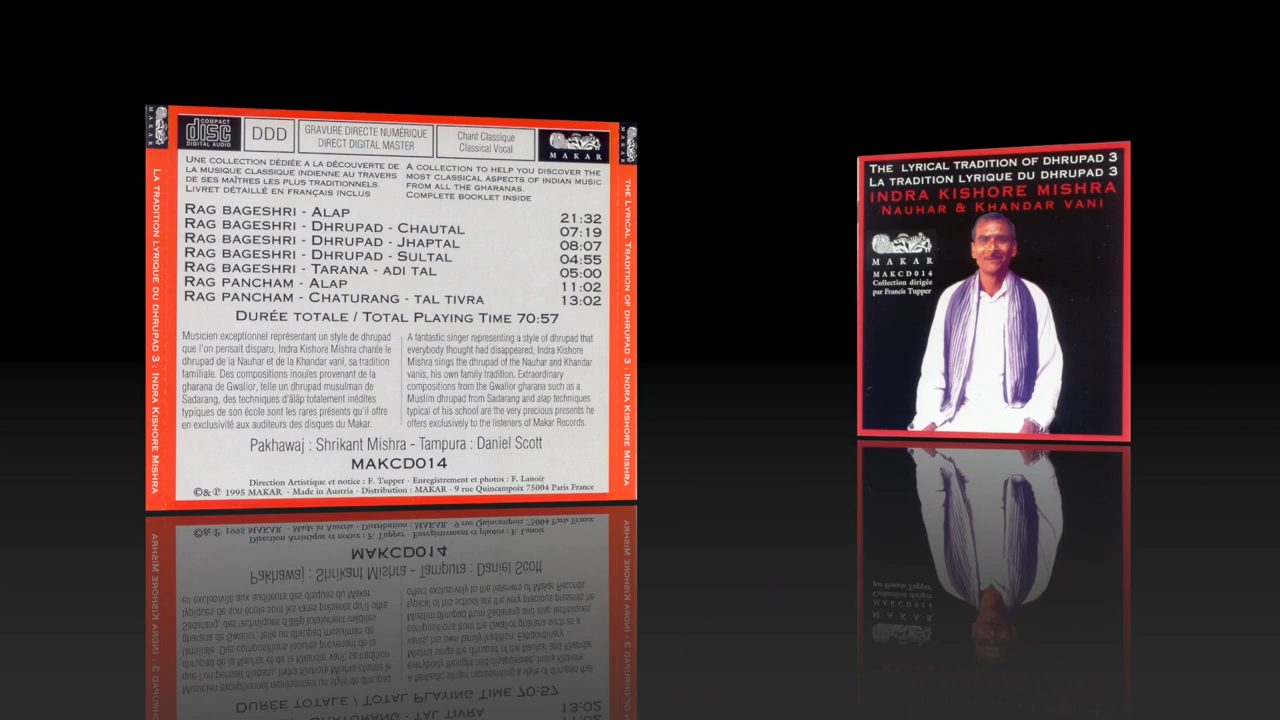 MAKAR
LA TRADITION LYRIQUE DU DHRUPAD 3 : INDRA KISHORE MISHRA
COMPACT
disc
DIGITAL AUDIO
DDD
GRAVURE DIRECTE NUMÉRIQUE
DIRECT DIGITAL MASTER
Chant Classique
Classical Vocal
MAKAR
UNE COLLECTION DÉDIÉE A LA DÉCOUVERTE DE
LA MUSIQUE CLASSIQUE INDIENNE AU TRAVERS
DE SES MAÎTRES LES PLUS TRADITIONNELS.
LIVRET DÉTAILLÉ EN FRANÇAIS INCLUS
A COLLECTION TO HELP YOU DISCOVER THE
MOST CLASSICAL ASPECTS OF INDIAN MUSIC
FROM ALL THE GHARANAS.
COMPLETE BOOKLET INSIDE
RAG BAGESHRI - ALAP 21:32
RAG BAGESHRI - DHRUPAD - CHAUTAL 07:19
RAG BAGESHRI - DHRUPAD - JHAPTAL 08:07
RAG BAGESHRI - DHRUPAD - SULTAL 04:55
RAG BAGESHRI - TARANA - ADI TAL 05:00
RAG PANCHAM - ALAP 11:02
RAG PANCHAM - CHATURANG - TAL TIVRA 13:02
DURÉE TOTALE / TOTAL PLAYING TIME 70:57
Musicien exceptionnel représentant un style de dhrupad
que l'on pensait disparu, Indra Kishore Mishra chante le
dhrupad de la Nauhar et de la Khandar vanî, sa tradition
familiale. Des compositions inouïes provenant de la
gharana de Gwalior, telle un dhrupad musulman de
Sadarang, des techniques d'âlâp totalement inédites
typiques de son école sont les rares présents qu'il offre
en exclusivité aux auditeurs des disques du Makar.
A fantastic singer representing a style of dhrupad that
everybody thought had disappeared, Indra Kishore
Mishra sings the dhrupad of the Nauhar and Khandar
vanis, his own family tradition. Extraordinary
compositions from the Gwalior gharana such as a
Muslim dhrupad from Sadarang and alap techniques
typical of his school are the very precious presents he
offers exclusively to the listeners of Makar Records.
Pakhawaj : Shrikant Mishra - Tampura : Daniel Scott
MAKCD014
Direction Artistique et notice : F. Tupper - Enregistrement et photos : F. Lanoir
©&℗ 1995 MAKAR - Made in Austria - Distribution : MAKAR - 9 rue Quincampoix 75004 Paris France
MAKAR
THE LYRICAL TRADITION OF DHRUPAD 3 : INDRA KISHORE MISHRA
THE LYRICAL TRADITION OF DHRUPAD 3
LA TRADITION LYRIQUE DU DHRUPAD 3
INDRA KISHORE MISHRA
NAUHAR & KHANDAR VANI
MAKAR
MAKCD014
Collection dirigée
par Francis Tupper